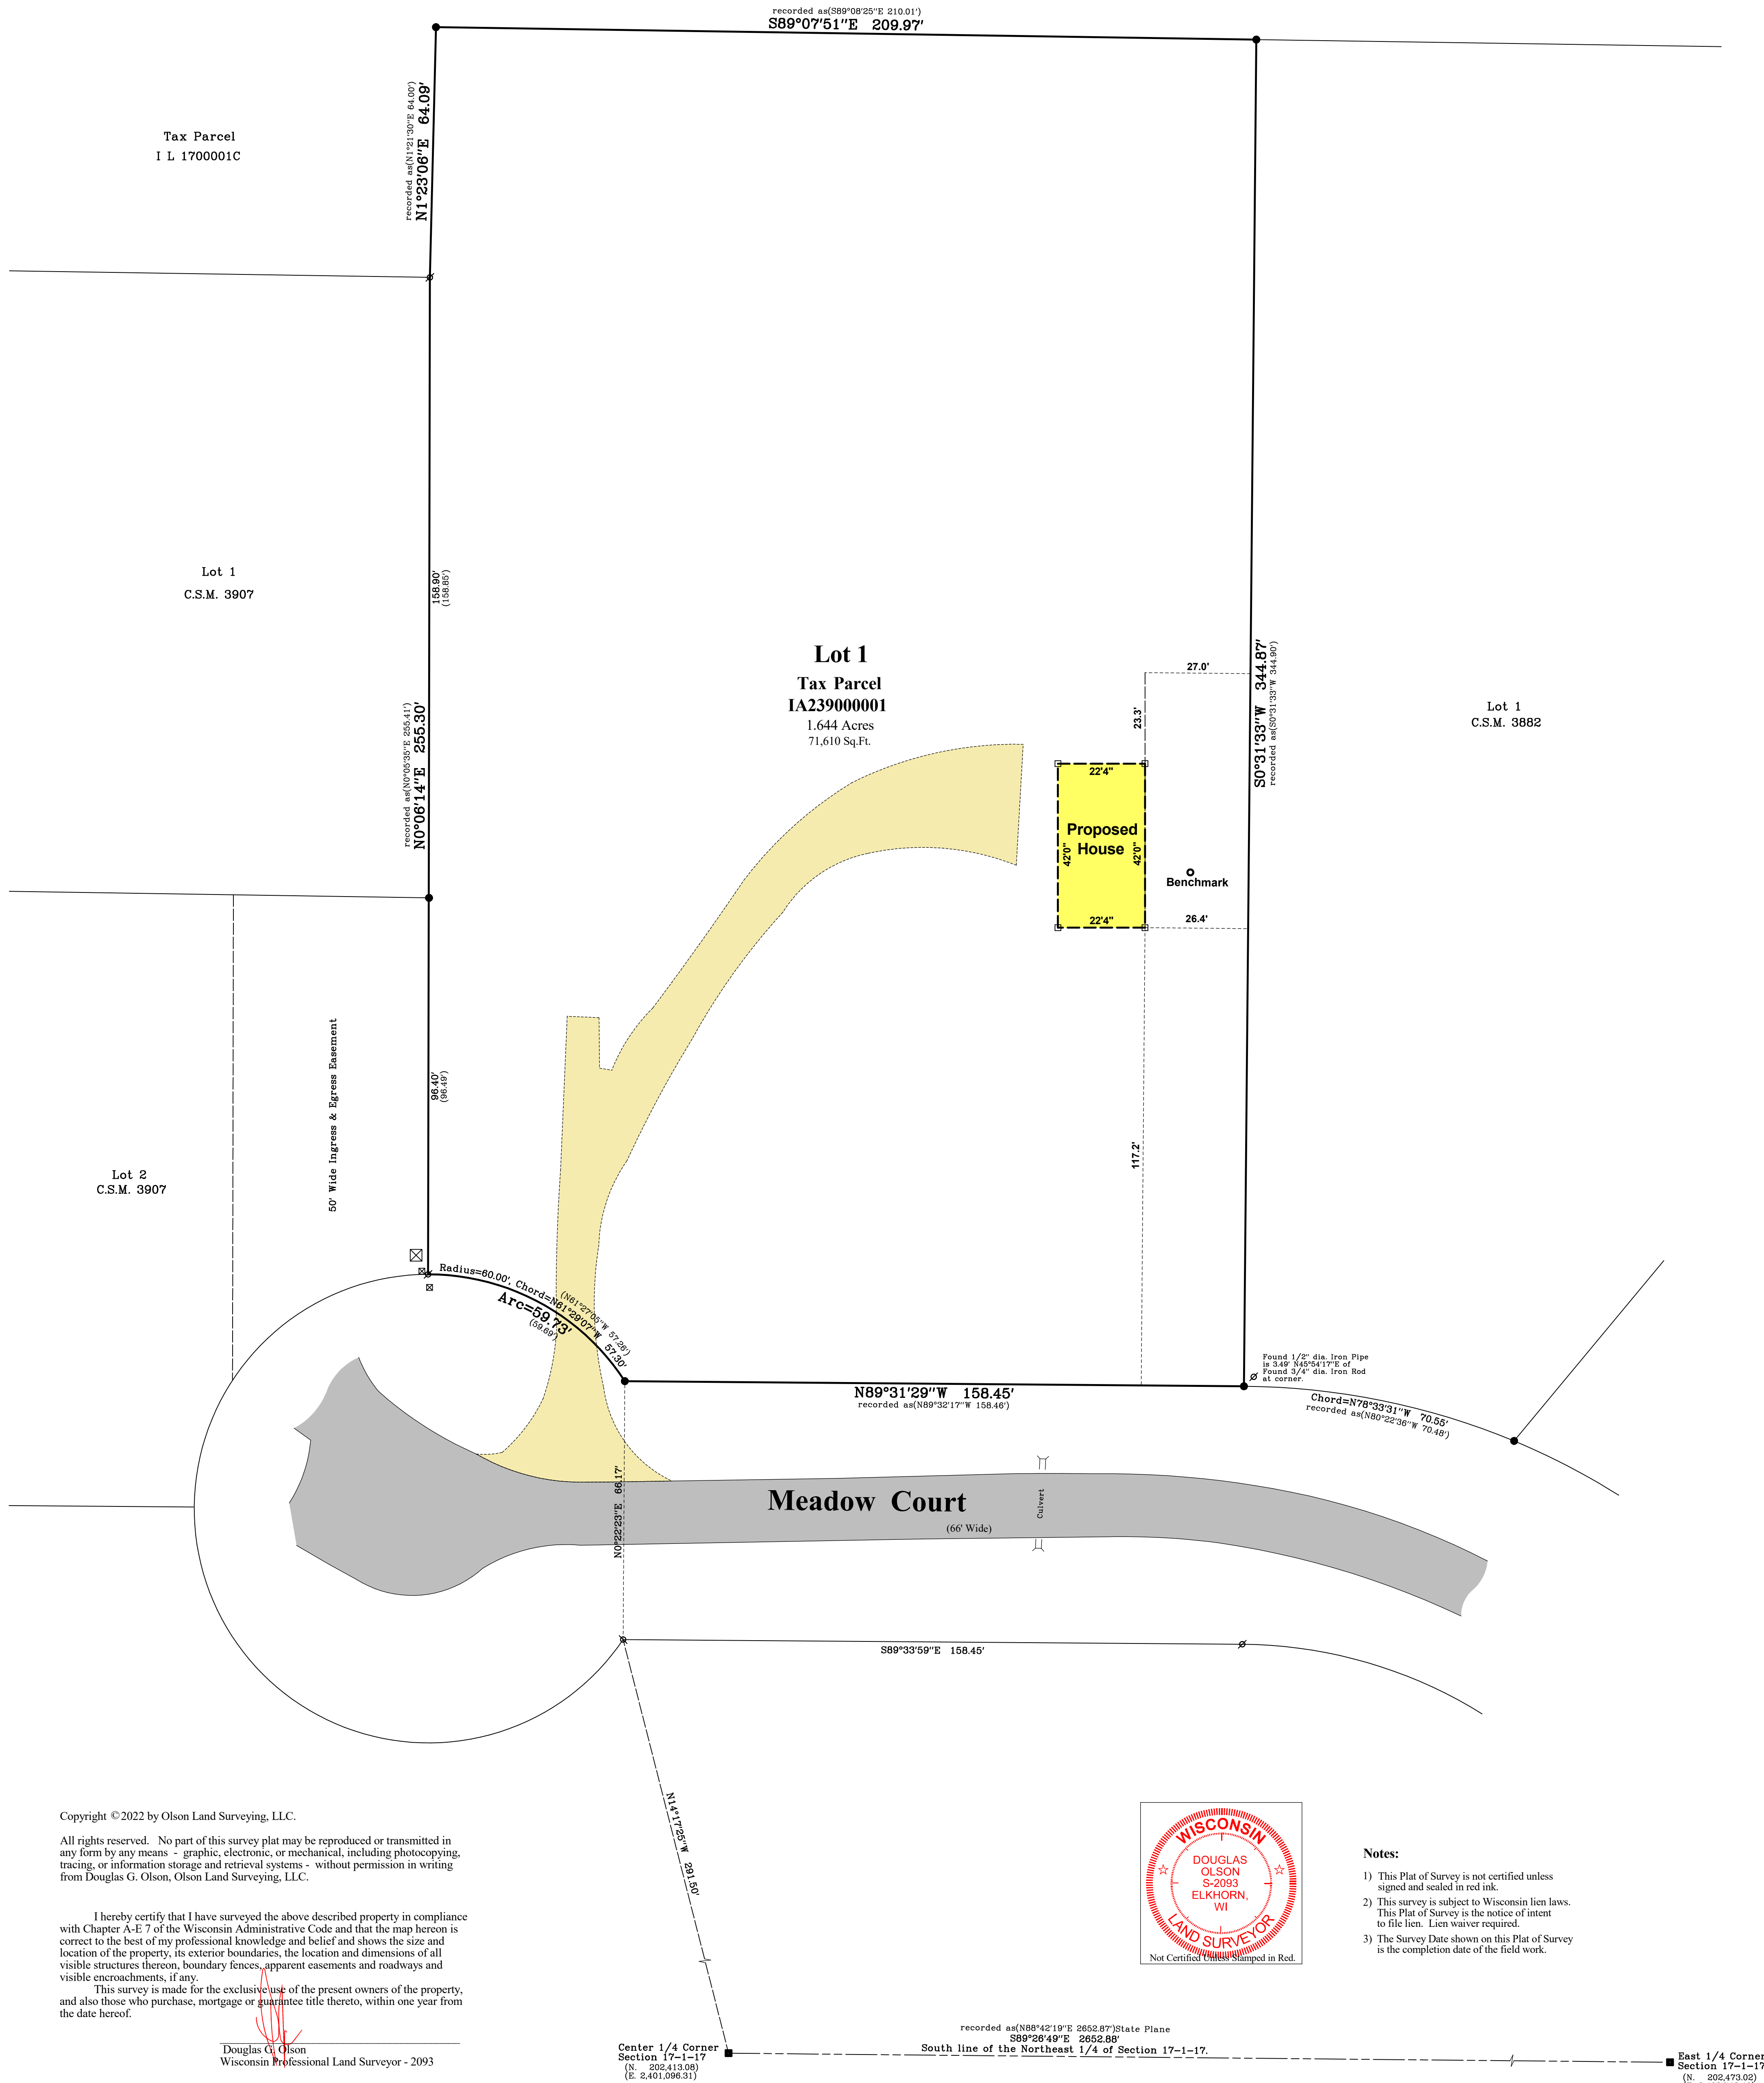 recorded as(S89°08'25"E 210.01')
S89°07'51"E 209.97'
recorded as(N1°21'30"E 64.00')
N1°23'06"E 64.09'
Tax Parcel
I L 1700001C
Lot 1
C.S.M. 3907
158.90'
(158.85')
Lot 1
Tax Parcel
IA239000001
1.644 Acres
71,610 Sq.Ft.
27.0'
23.3'
S0°31'33"W 344.87'
recorded as(S0°31'33"W 344.90')
Lot 1
C.S.M. 3882
recorded as(N0°05'35"E 255.41')
N0°06'14"E 255.30'
22'4"
Proposed
House
42'0"
42'0"
22'4"
Benchmark
26.4'
50' Wide Ingress & Egress Easement
96.40'
(96.49')
117.2'
Lot 2
C.S.M. 3907
Radius=60.00', Chord=N61°29'07"W 57.30'
(N61°27'05"W 57.26')
Arc=59.73'
(59.69')
Found 1/2" dia. Iron Pipe
is 3.49' N45°54'17"E of
Found 3/4" dia. Iron Rod
at corner.
N89°31'29"W 158.45'
recorded as(N89°32'17"W 158.46')
Chord=N78°33'31"W 70.55'
recorded as(N80°22'36"W 70.48')
N0°22'23"E 66.17'
Meadow Court
(66' Wide)
Culvert
S89°33'59"E 158.45'
N14°17'25"W 291.50'
Copyright ©2022 by Olson Land Surveying, LLC.
All rights reserved. No part of this survey plat may be reproduced or transmitted in
any form by any means - graphic, electronic, or mechanical, including photocopying,
tracing, or information storage and retrieval systems - without permission in writing
from Douglas G. Olson, Olson Land Surveying, LLC.
I hereby certify that I have surveyed the above described property in compliance
with Chapter A-E 7 of the Wisconsin Administrative Code and that the map hereon is
correct to the best of my professional knowledge and belief and shows the size and
location of the property, its exterior boundaries, the location and dimensions of all
visible structures thereon, boundary fences, apparent easements and roadways and
visible encroachments, if any.
This survey is made for the exclusive use of the present owners of the property,
and also those who purchase, mortgage or guarantee title thereto, within one year from
the date hereof.
Douglas G. Olson
Wisconsin Professional Land Surveyor - 2093
WISCONSIN
DOUGLAS
OLSON
S-2093
ELKHORN,
WI
LAND SURVEYOR
Not Certified Unless Stamped in Red.
Notes:
1) This Plat of Survey is not certified unless
signed and sealed in red ink.
2) This survey is subject to Wisconsin lien laws.
This Plat of Survey is the notice of intent
to file lien. Lien waiver required.
3) The Survey Date shown on this Plat of Survey
is the completion date of the field work.
Center 1/4 Corner
Section 17-1-17
(N. 202,413.08)
(E. 2,401,096.31)
recorded as(N88°42'19"E 2652.87')State Plane
S89°26'49"E 2652.88'
South line of the Northeast 1/4 of Section 17-1-17.
East 1/4 Corner
Section 17-1-17
(N. 202,473.02)